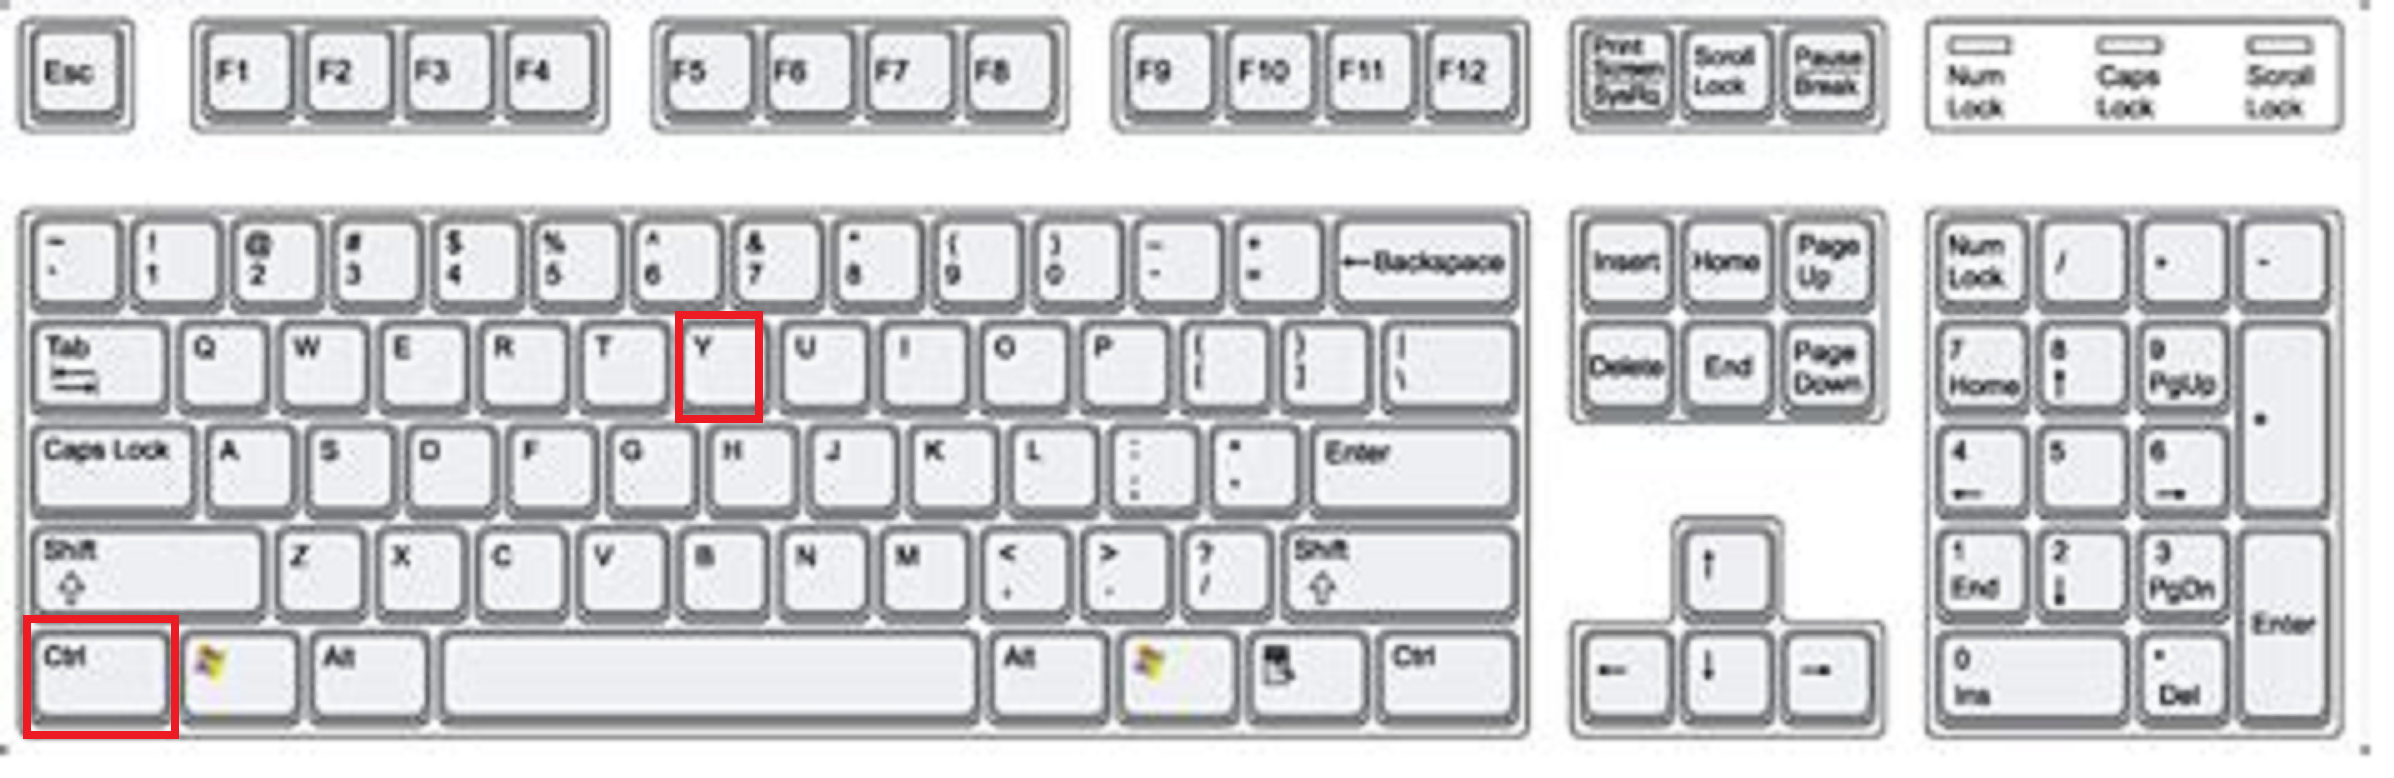 Esc F1 F2 F3 F4 F5 F6 F7 F8 F9 F10 F11 F12
Print
Screen
SysRq
Scroll
Lock
Pause
Break
Num
Lock
Caps
Lock
Scroll
Lock
! @ # $ % ^ & * ( ) – +
1 2 3 4 5 6 7 8 9 0 - = ←Backspace
Insert Home Page
Up
Num
Lock / * -
Tab Q W E R T Y U I O P { } |
[ ] \
Delete End Page
Down
7
Home
8
↑
9
PgUp
Caps Lock A S D F G H J K L : " Enter
; '
4
←
5
6
→
Shift Z X C V B N M < > ? Shift
, . /
↑
1
End
2
↓
3
PgDn
Enter
Ctrl Alt Alt Ctrl
← ↓ →
0
Ins
Del